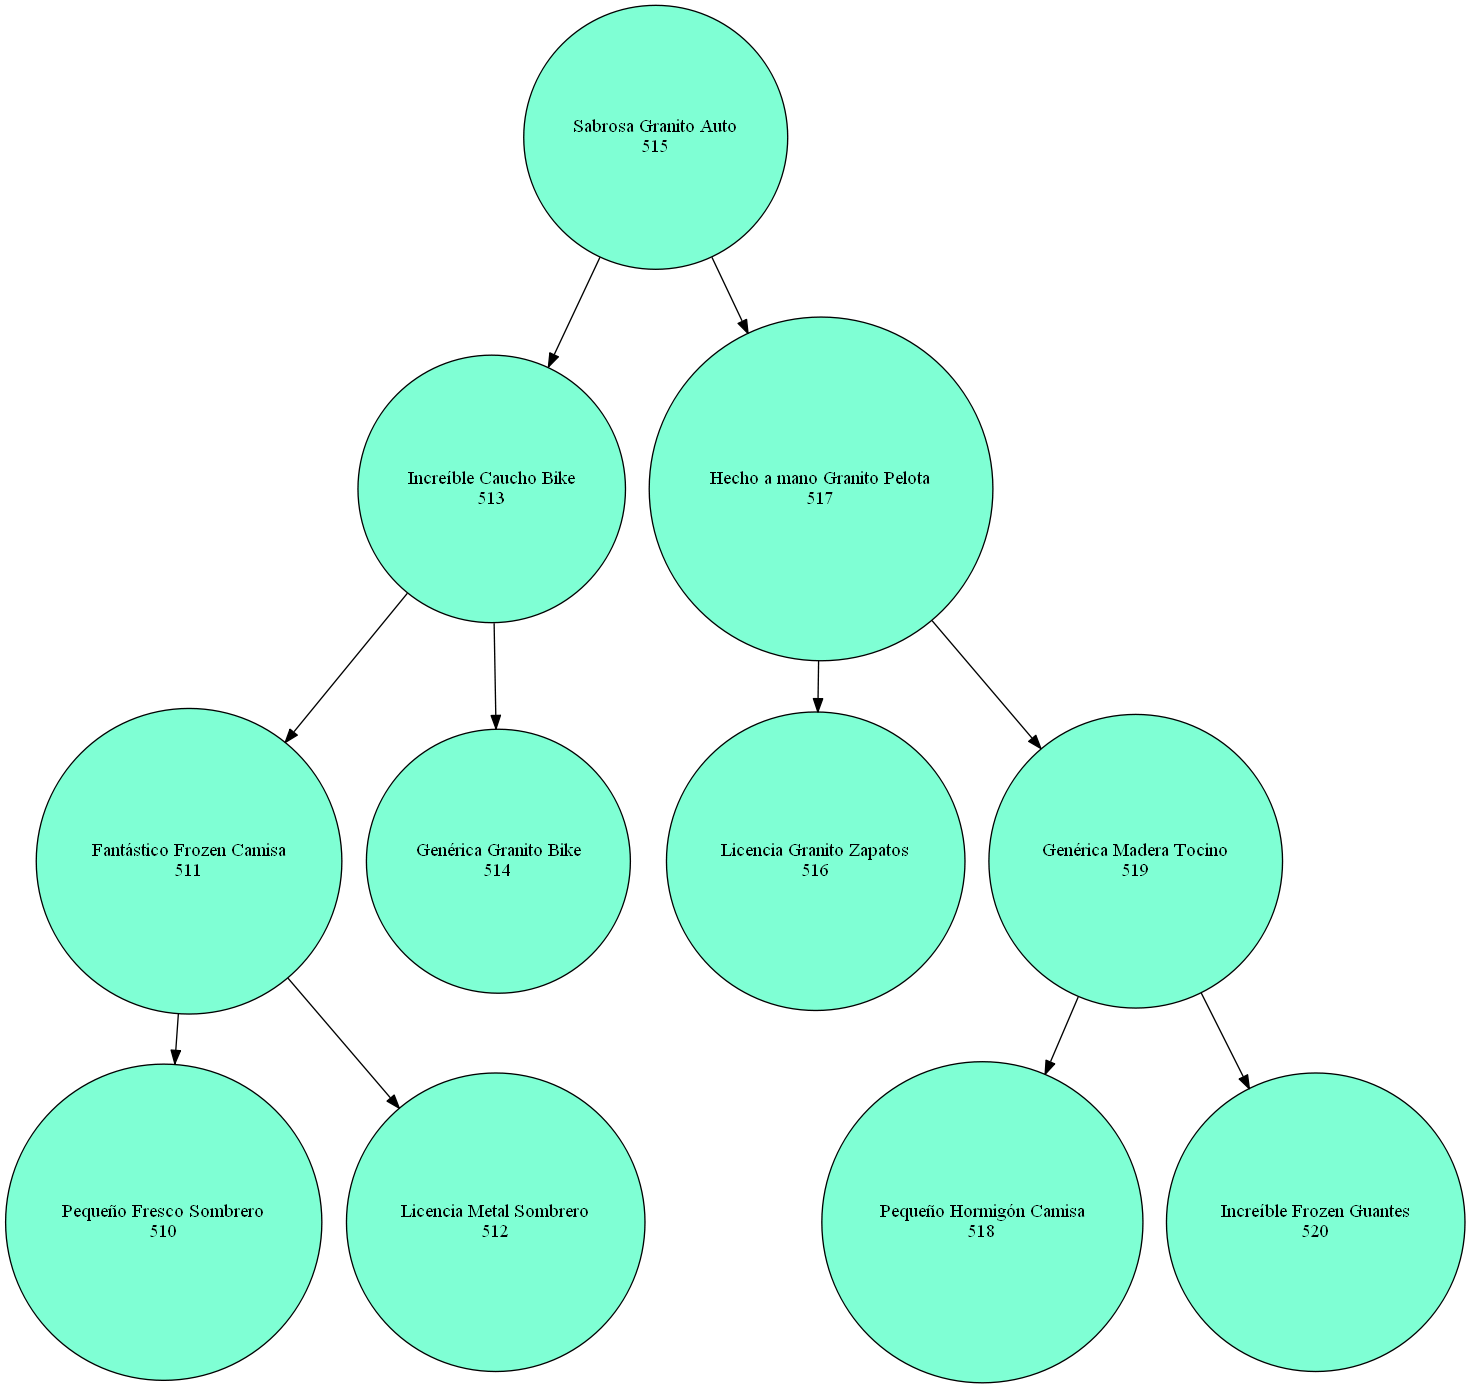 Sabrosa Granito Auto
515
Increíble Caucho Bike
513
Hecho a mano Granito Pelota
517
Fantástico Frozen Camisa
511
Genérica Granito Bike
514
Licencia Granito Zapatos
516
Genérica Madera Tocino
519
Pequeño Fresco Sombrero
510
Licencia Metal Sombrero
512
Pequeño Hormigón Camisa
518
Increíble Frozen Guantes
520